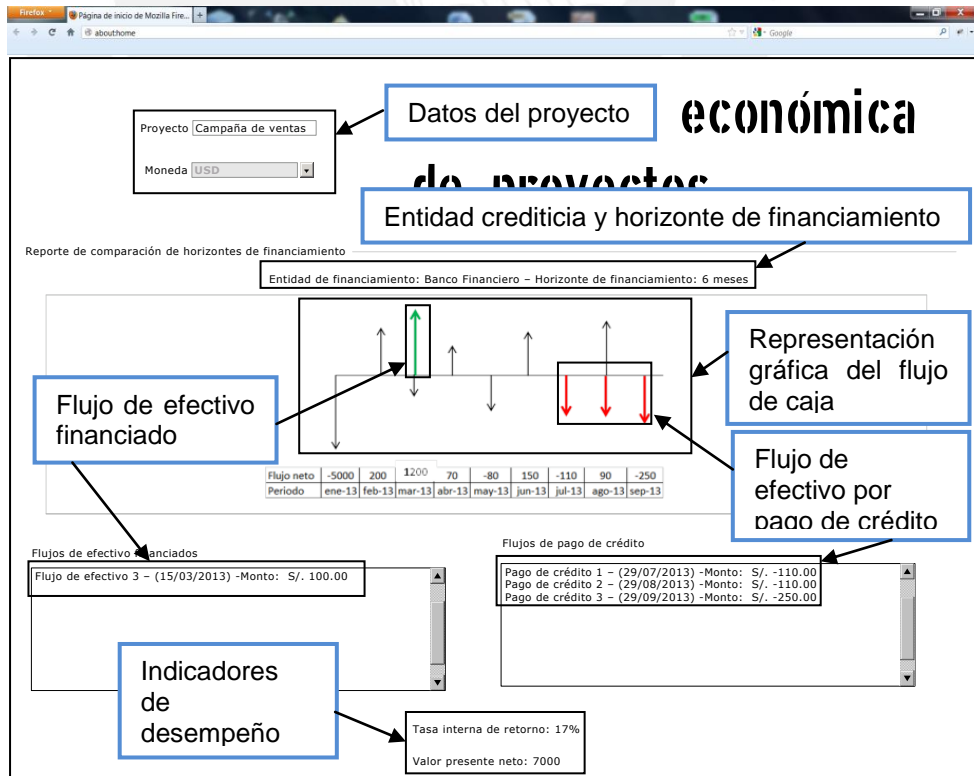 Firefox
Página de inicio de Mozilla Fire...
about:home
Google
económica
de proyectos
Datos del proyecto
Proyecto Campaña de ventas
Moneda USD
Entidad crediticia y horizonte de financiamiento
Reporte de comparación de horizontes de financiamiento
Entidad de financiamiento: Banco Financiero – Horizonte de financiamiento: 6 meses
Representación
gráfica del flujo
de caja
Flujo de efectivo
financiado
Flujo de
efectivo por
pago de crédito
Flujo neto -5000 200 1200 70 -80 150 -110 90 -250
Periodo ene-13 feb-13 mar-13 abr-13 may-13 jun-13 jul-13 ago-13 sep-13
Flujos de efectivo financiados
Flujo de efectivo 3 – (15/03/2013) -Monto: S/. 100.00
Flujos de pago de crédito
Pago de crédito 1 – (29/07/2013) -Monto: S/. -110.00
Pago de crédito 2 – (29/08/2013) -Monto: S/. -110.00
Pago de crédito 3 – (29/09/2013) -Monto: S/. -250.00
Indicadores
de
desempeño
Tasa interna de retorno: 17%
Valor presente neto: 7000